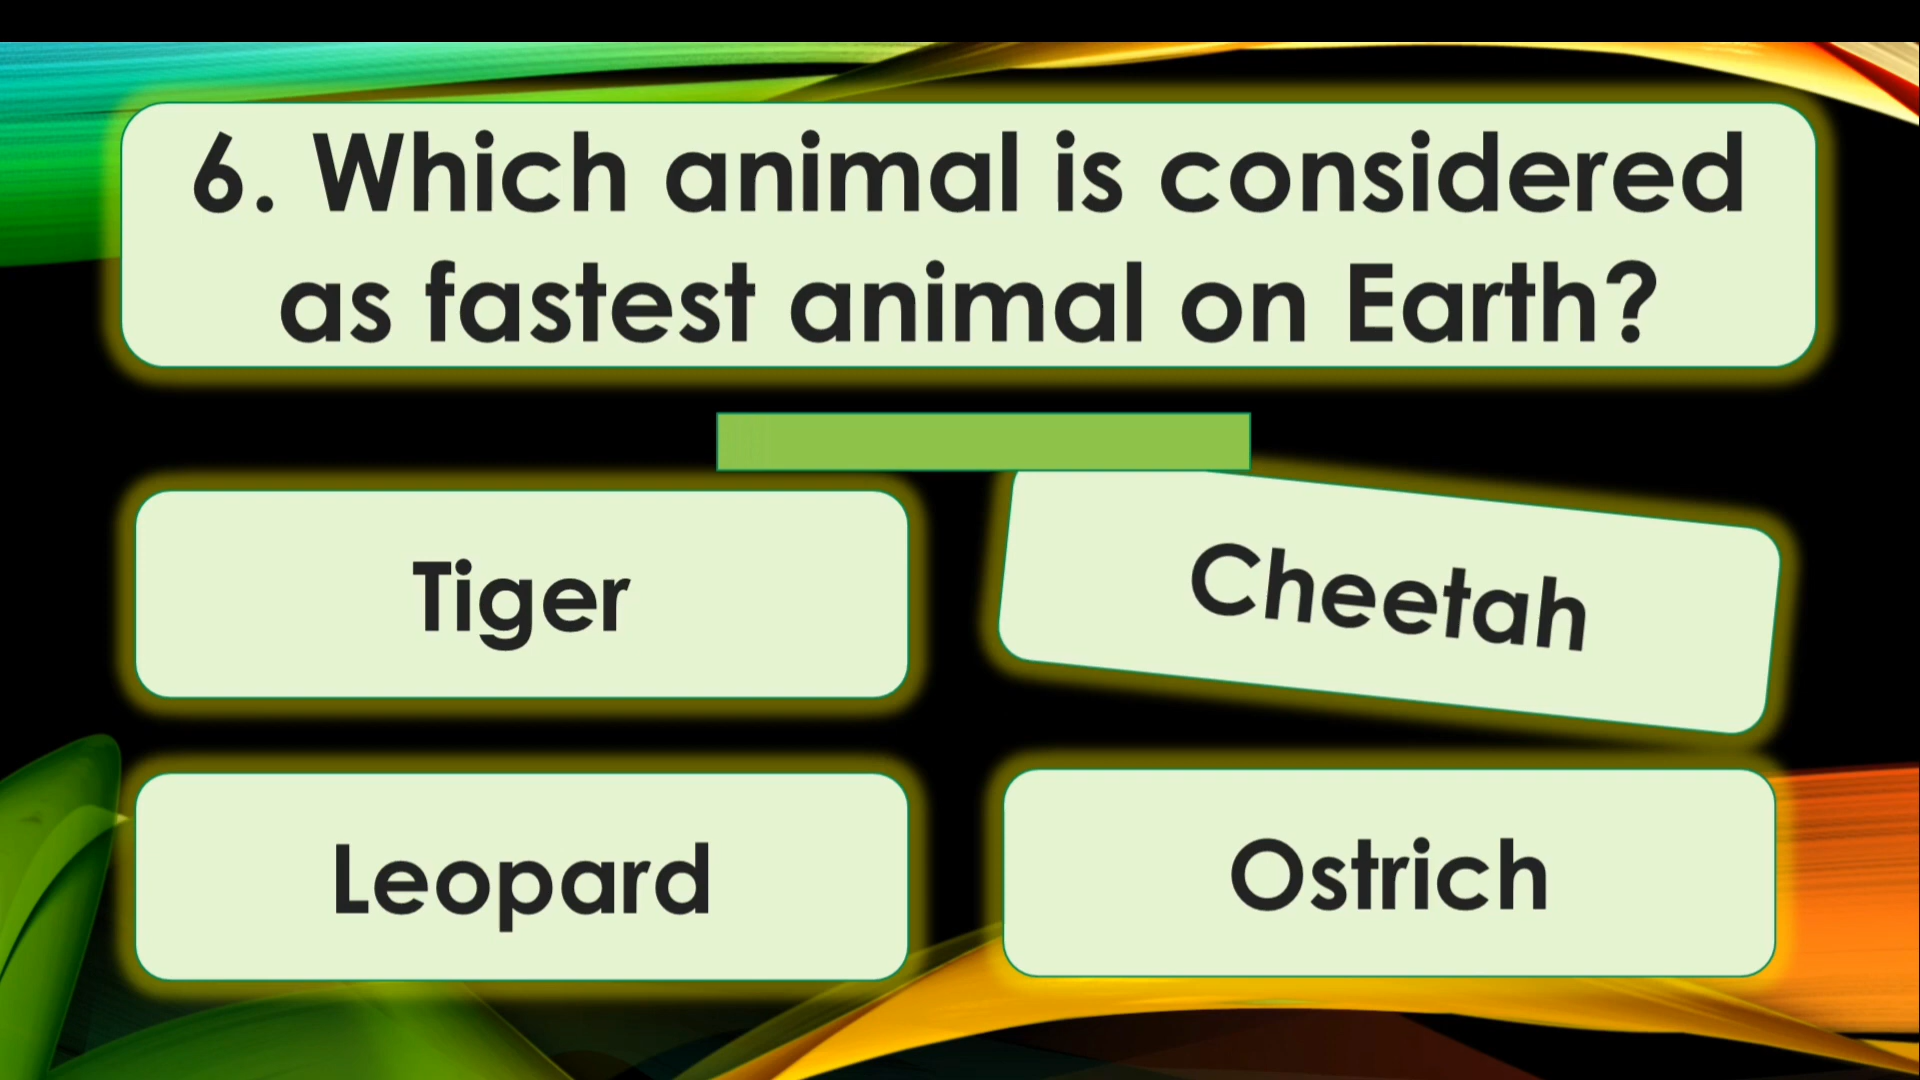 6. Which animal is considered
as fastest animal on Earth?
Tiger
Cheetah
Leopard
Ostrich